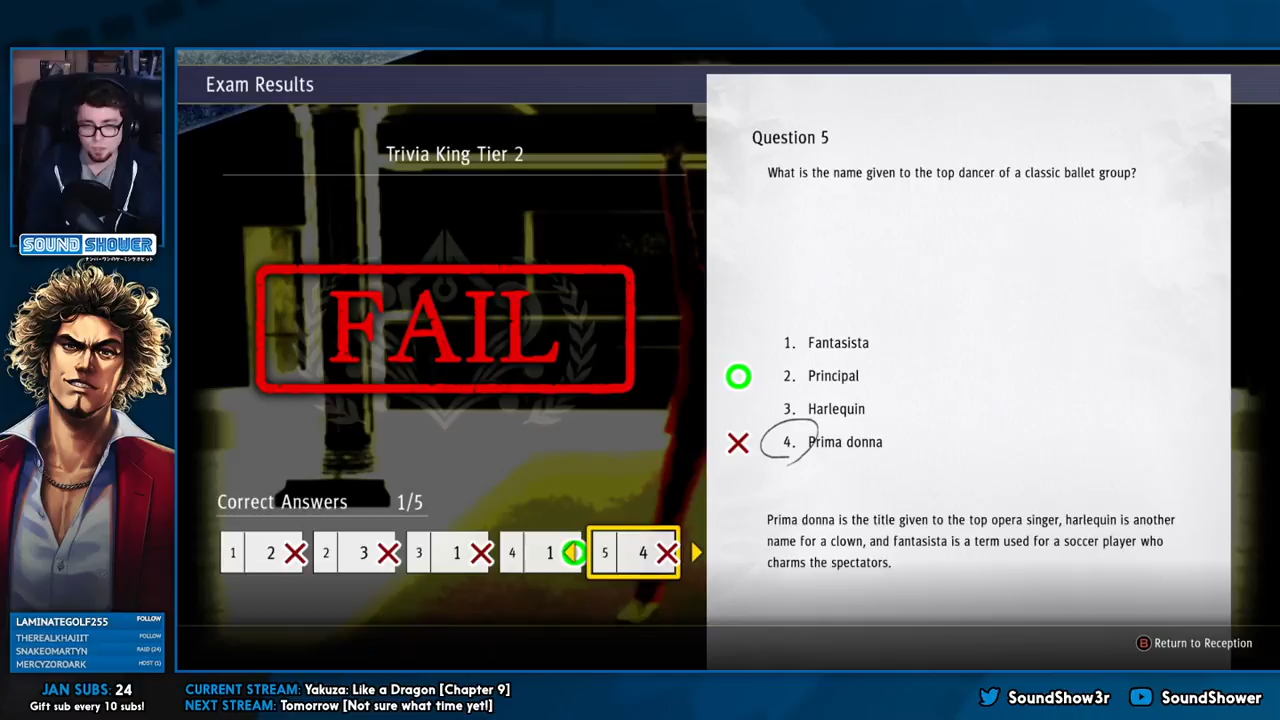 Exam Results
Trivia King Tier 2
FAIL
Correct Answers 1/5
1 2 2 3 3 1 4 1 5 4
Question 5
What is the name given to the top dancer of a classic ballet group?
1. Fantasista
2. Principal
3. Harlequin
4. Prima donna
Prima donna is the title given to the top opera singer, harlequin is another
name for a clown, and fantasista is a term used for a soccer player who
charms the spectators.
B Return to Reception
SOUND SHOWER
LAMINATEGOLF255 FOLLOW
THEREALKHAJIIT FOLLOW
SNAKEOMARTYN RAID (24)
MERCYZOROARK HOST (1)
JAN SUBS: 24
Gift sub every 10 subs!
CURRENT STREAM: Yakuza: Like a Dragon [Chapter 9]
NEXT STREAM: Tomorrow [Not sure what time yet!]
SoundShow3r
SoundShower